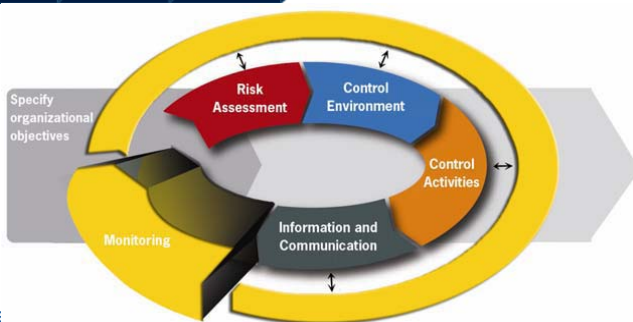 Specify
organizational
objectives
Risk
Assessment
Control
Environment
Control
Activities
Information and
Communication
Monitoring